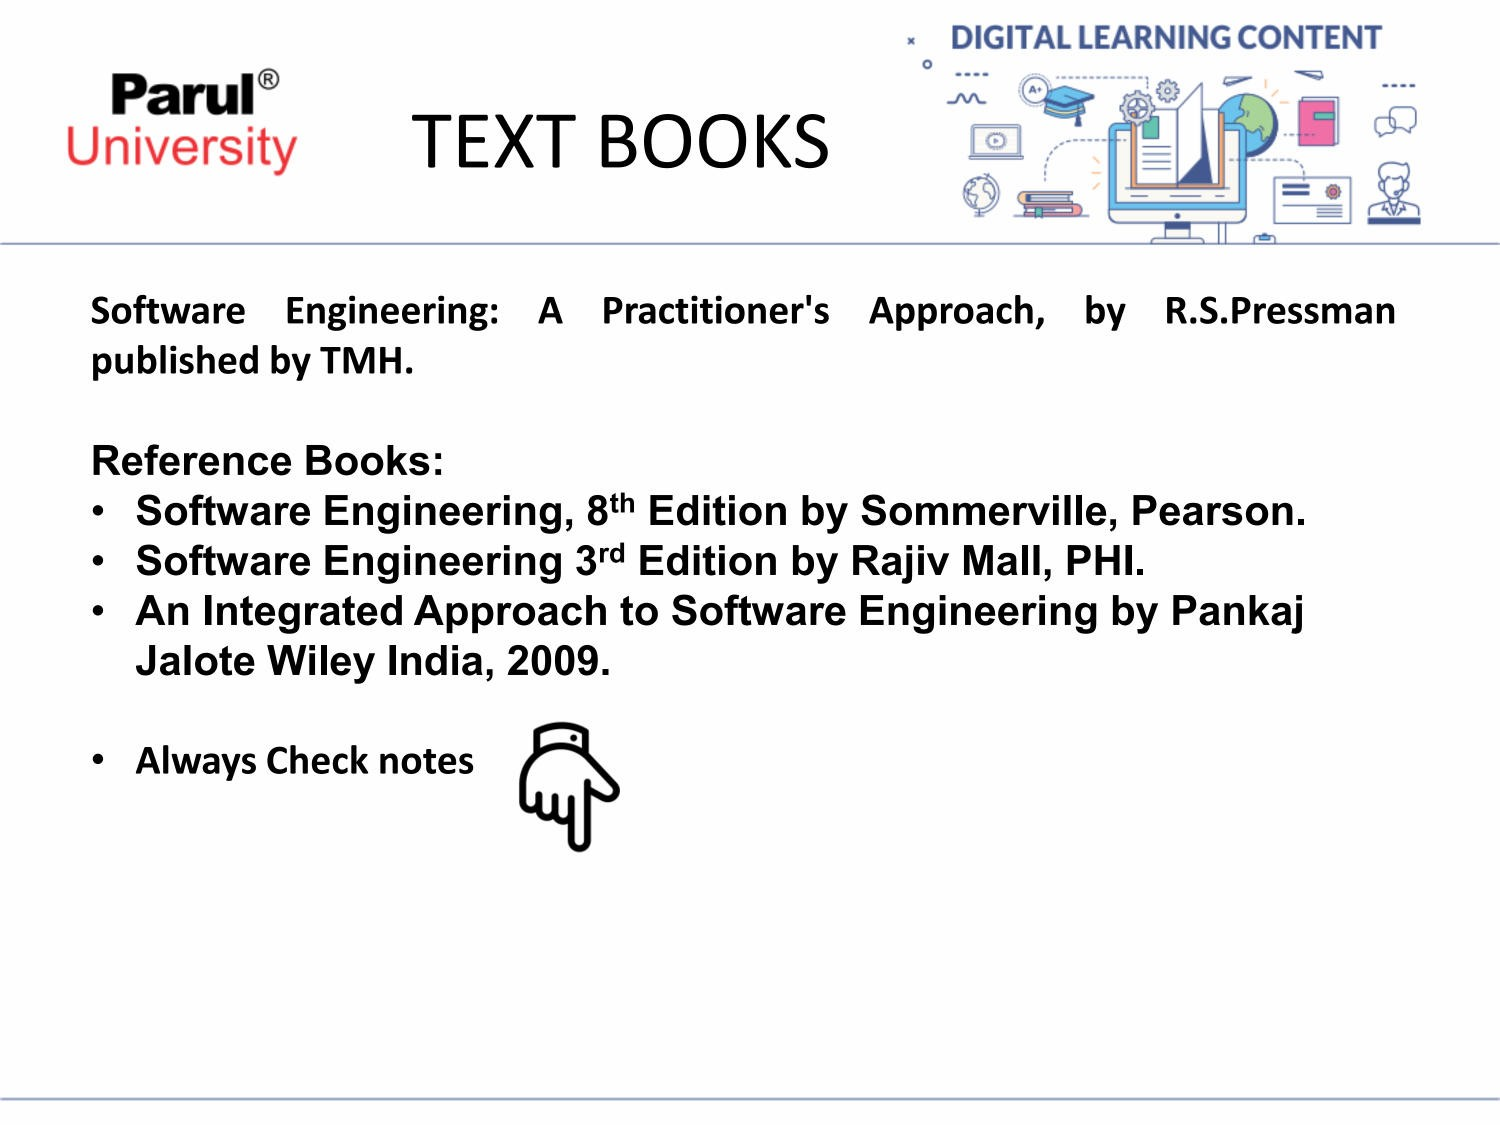 DIGITAL LEARNING CONTENT
Parul®
University
TEXT BOOKS
A+
Software Engineering: A Practitioner's Approach, by R.S.Pressman
published by TMH.
Reference Books:
• Software Engineering, 8th Edition by Sommerville, Pearson.
• Software Engineering 3rd Edition by Rajiv Mall, PHI.
• An Integrated Approach to Software Engineering by Pankaj
Jalote Wiley India, 2009.
• Always Check notes